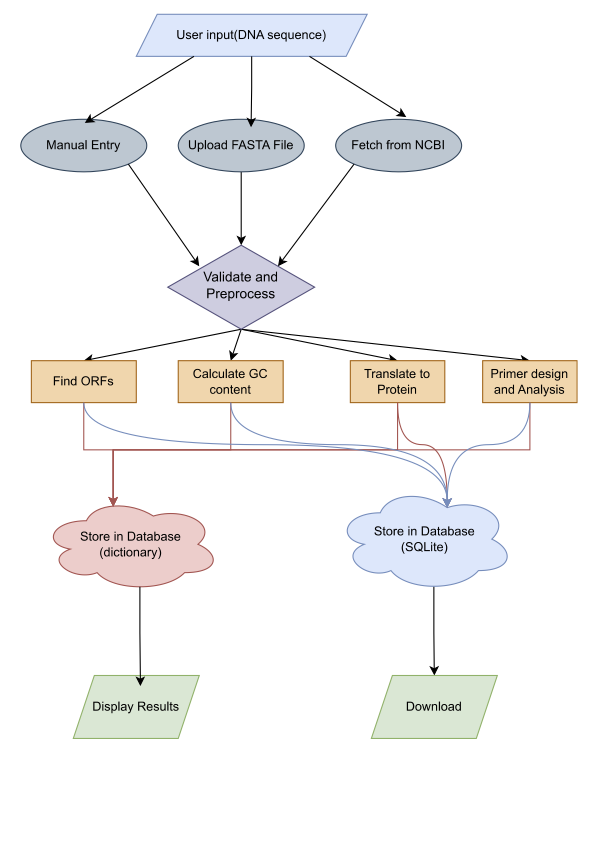 User input(DNA sequence)
Manual Entry
Upload FASTA File
Fetch from NCBI
Validate and
Preprocess
Find ORFs
Calculate GC
content
Translate to
Protein
Primer design
and Analysis
Store in Database
(dictionary)
Store in Database
(SQLite)
Display Results
Download